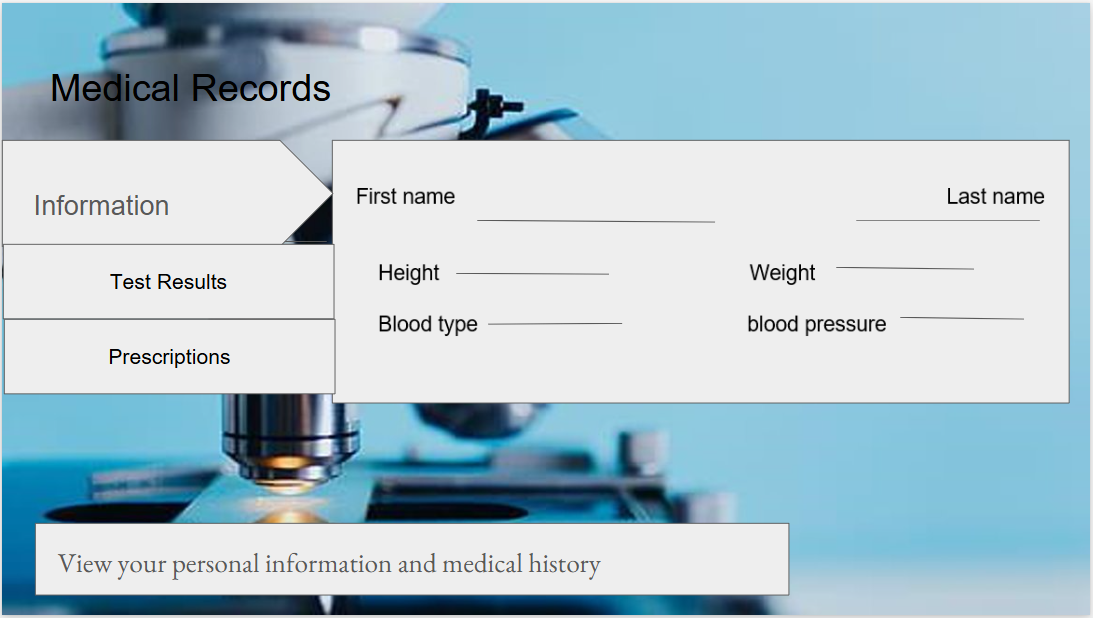 Medical Records
Information
First name
Last name
Test Results
Height
Weight
Blood type
blood pressure
Prescriptions
View your personal information and medical history